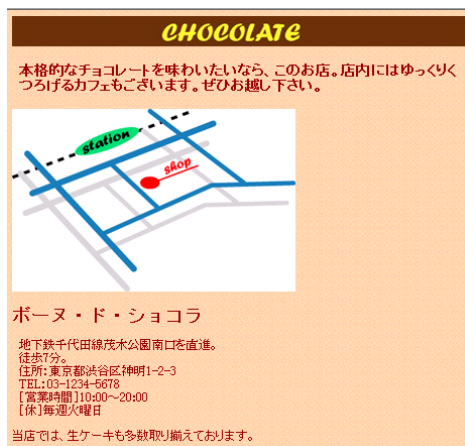 CHOCOLATE
本格的なチョコレートを味わいたいなら、このお店。店内にはゆっくりく
つろげるカフェもございます。ぜひお越し下さい。
station
shop
ボーヌ・ド・ショコラ
地下鉄千代田線茂木公園南口を直進。
徒歩7分。
住所:東京都渋谷区神明1-2-3
TEL:03-1234-5678
[営業時間]10:00～20:00
[休]毎週火曜日
当店では、生ケーキも多数取り揃えております。